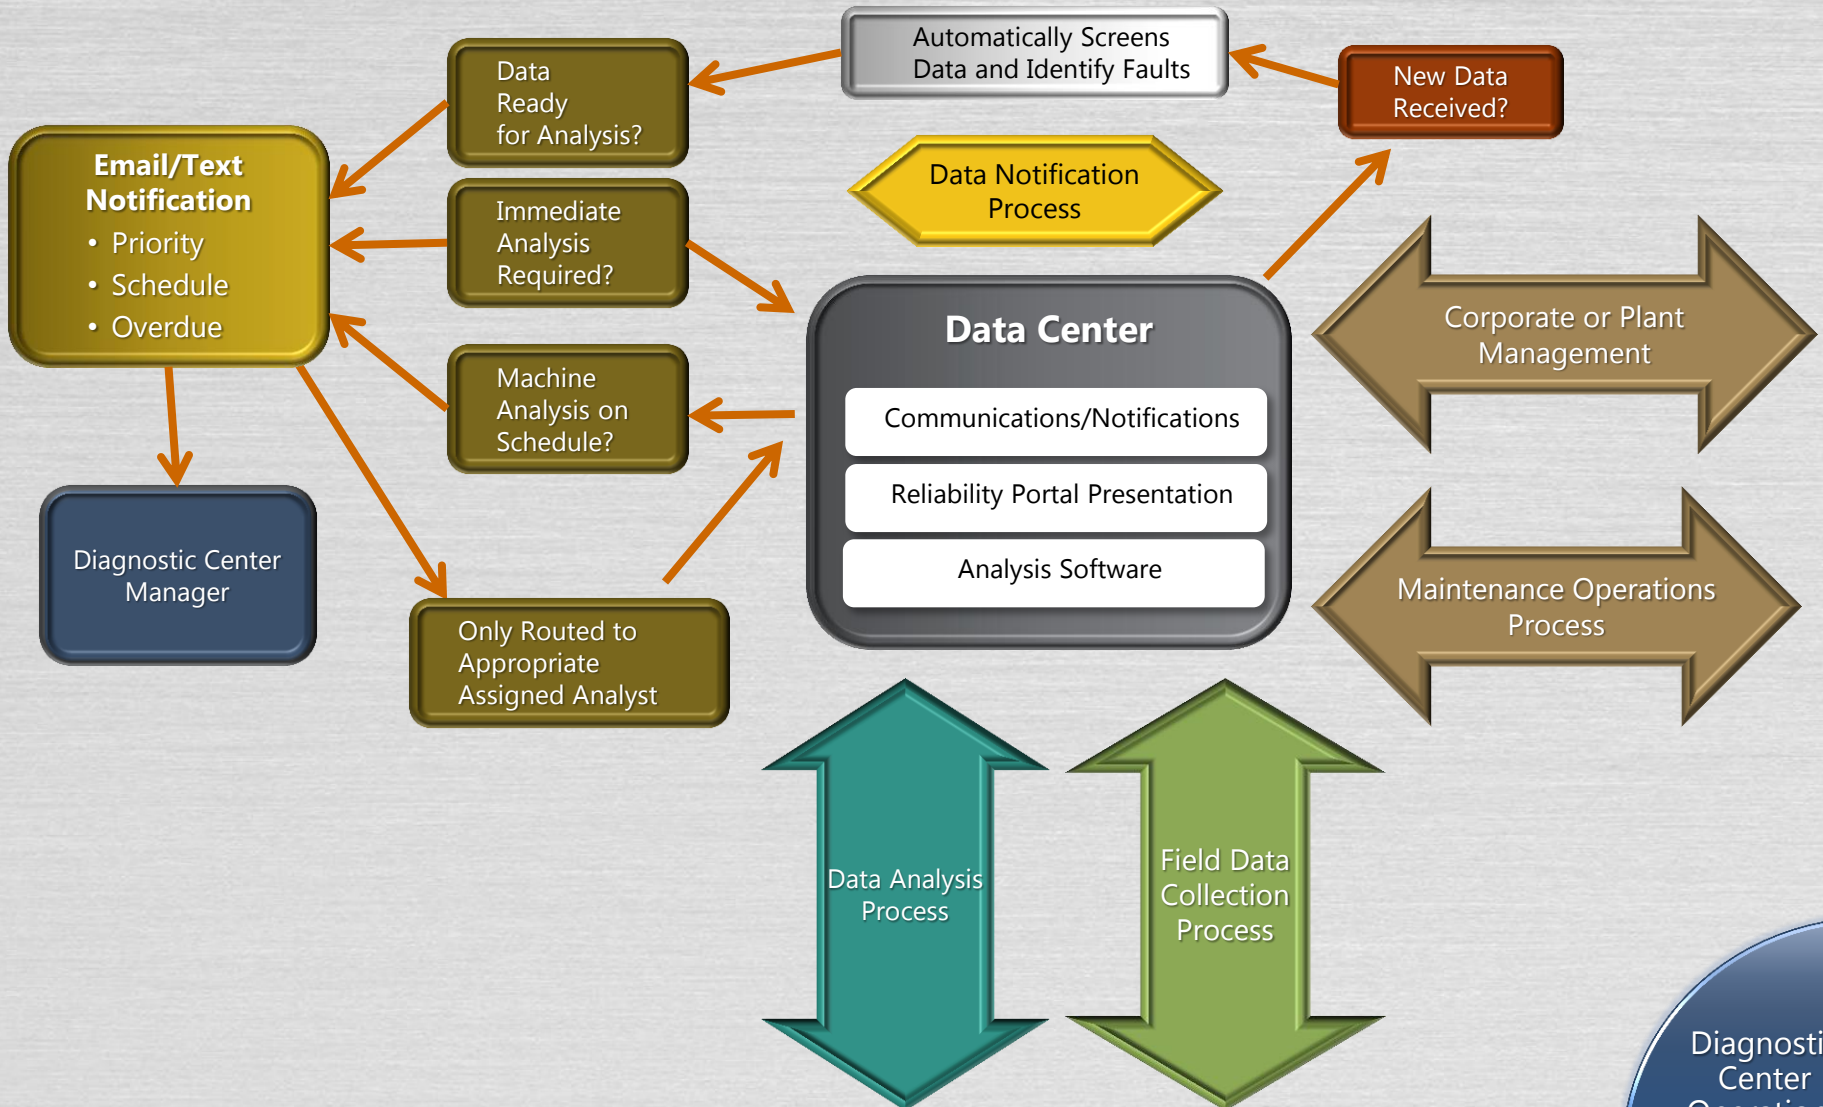 Automatically Screens
Data and Identify Faults
New Data
Received?
Data
Ready
for Analysis?
Email/Text
Notification
• Priority
• Schedule
• Overdue
Data Notification
Process
Immediate
Analysis
Required?
Data Center
Communications/Notifications
Reliability Portal Presentation
Analysis Software
Corporate or Plant
Management
Machine
Analysis on
Schedule?
Diagnostic Center
Manager
Only Routed to
Appropriate
Assigned Analyst
Maintenance Operations
Process
Data Analysis
Process
Field Data
Collection
Process
Diagnosti
Center